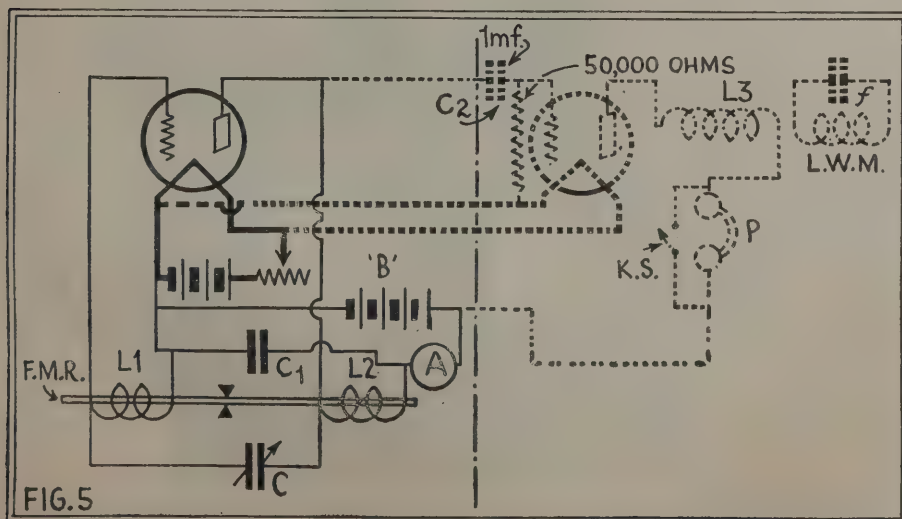 1mf.
50,000 OHMS
C2
L3
f
L.W.M.
P
K.S.
'B'
L1
C1
L2
A
F.M.R.
C
FIG.5